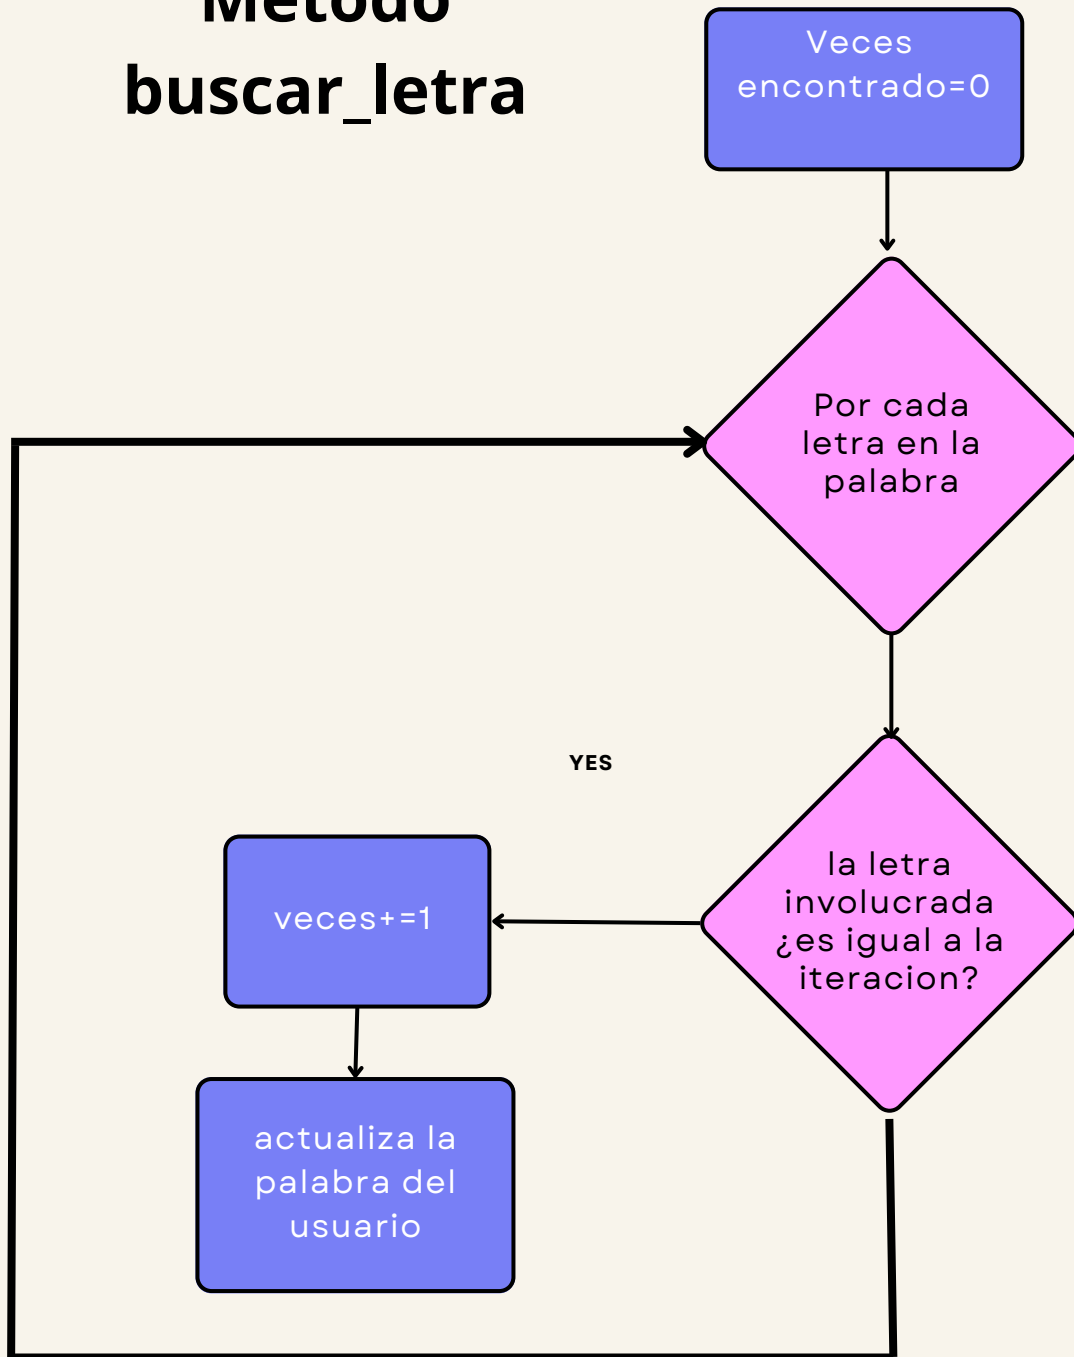 Metodo
buscar_letra
Veces
encontrado=0
Por cada
letra en la
palabra
YES
la letra
involucrada
¿es igual a la
iteracion?
veces+=1
actualiza la
palabra del
usuario